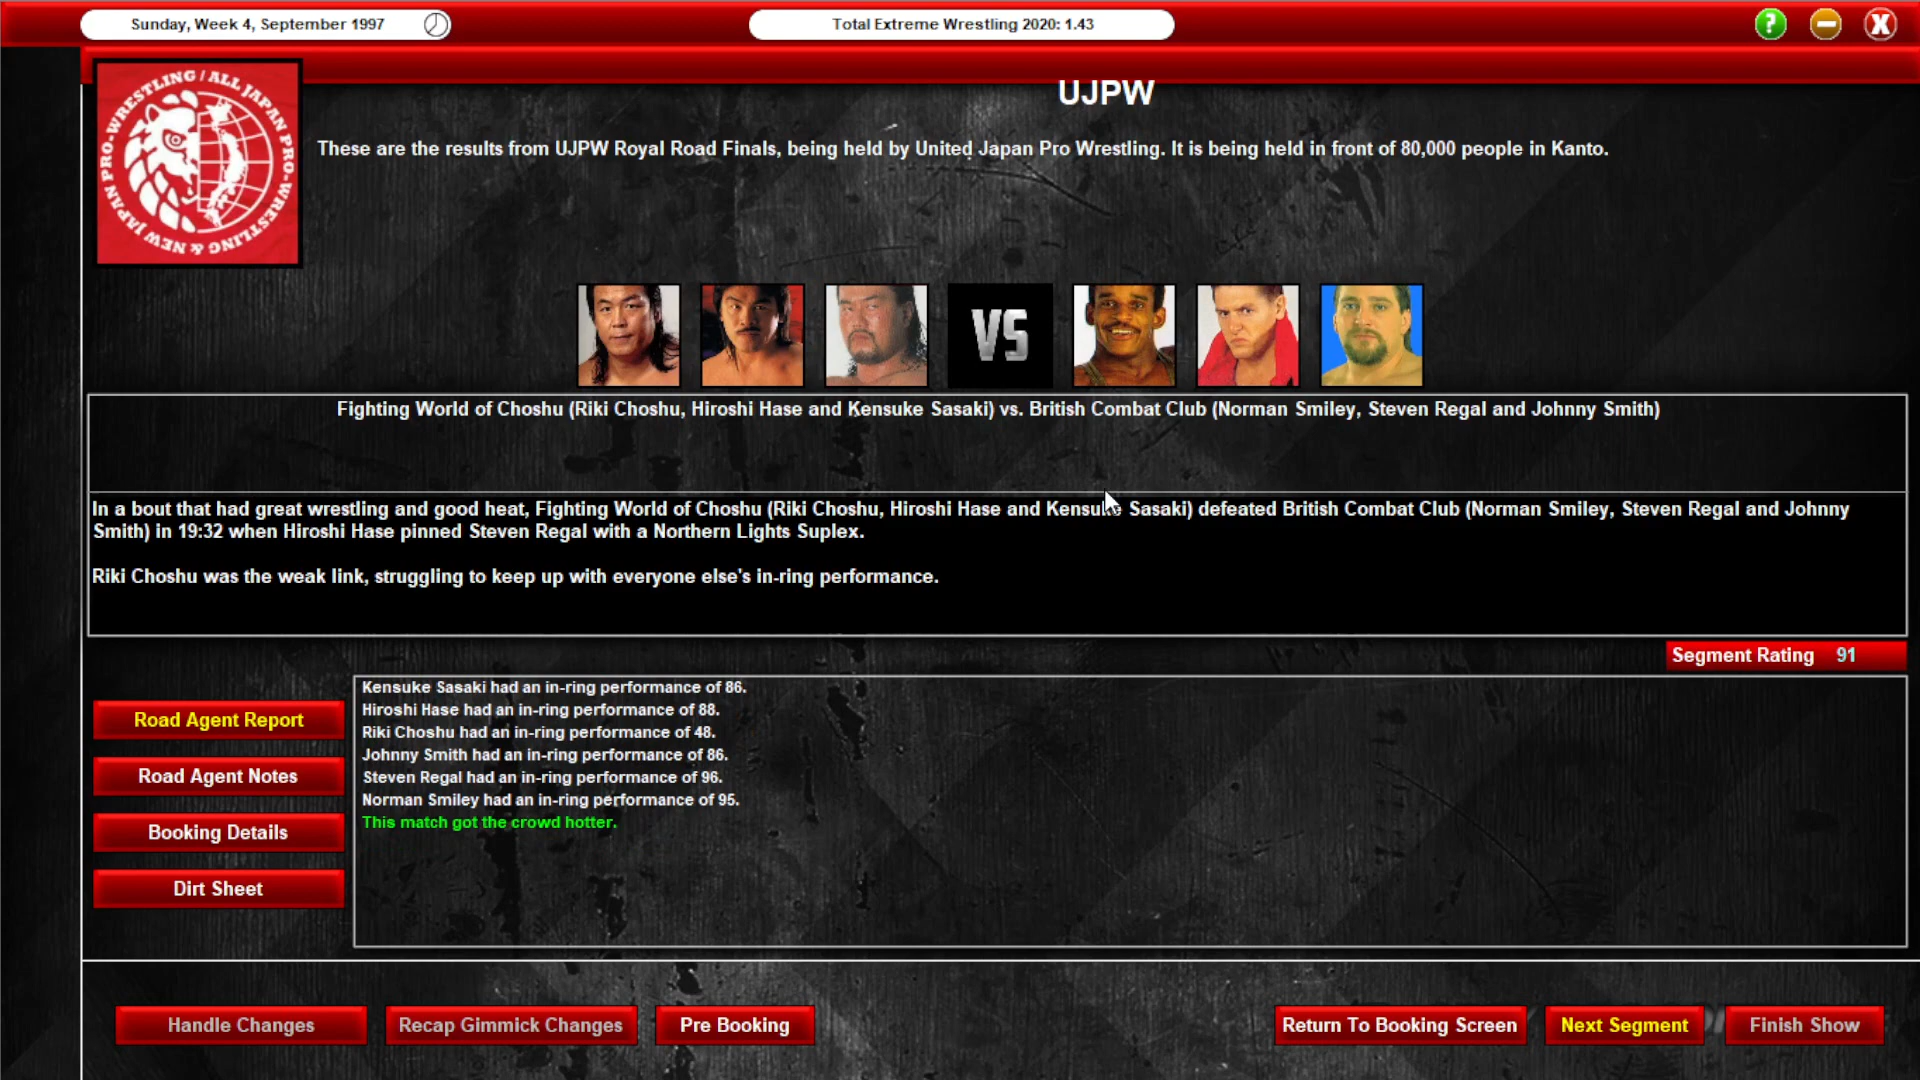 Sunday, Week 4, September 1997
Total Extreme Wrestling 2020: 1.43
?
X
NEW JAPAN PRO-WRESTLING / ALL JAPAN PRO-WRESTLING &
UJPW
These are the results from UJPW Royal Road Finals, being held by United Japan Pro Wrestling. It is being held in front of 80,000 people in Kanto.
VS
Fighting World of Choshu (Riki Choshu, Hiroshi Hase and Kensuke Sasaki) vs. British Combat Club (Norman Smiley, Steven Regal and Johnny Smith)
In a bout that had great wrestling and good heat, Fighting World of Choshu (Riki Choshu, Hiroshi Hase and Kensuke Sasaki) defeated British Combat Club (Norman Smiley, Steven Regal and Johnny
Smith) in 19:32 when Hiroshi Hase pinned Steven Regal with a Northern Lights Suplex.
Riki Choshu was the weak link, struggling to keep up with everyone else's in-ring performance.
Segment Rating 91
Road Agent Report
Road Agent Notes
Booking Details
Dirt Sheet
Kensuke Sasaki had an in-ring performance of 86.
Hiroshi Hase had an in-ring performance of 88.
Riki Choshu had an in-ring performance of 48.
Johnny Smith had an in-ring performance of 86.
Steven Regal had an in-ring performance of 96.
Norman Smiley had an in-ring performance of 95.
This match got the crowd hotter.
Handle Changes
Recap Gimmick Changes
Pre Booking
Return To Booking Screen
Next Segment
Finish Show